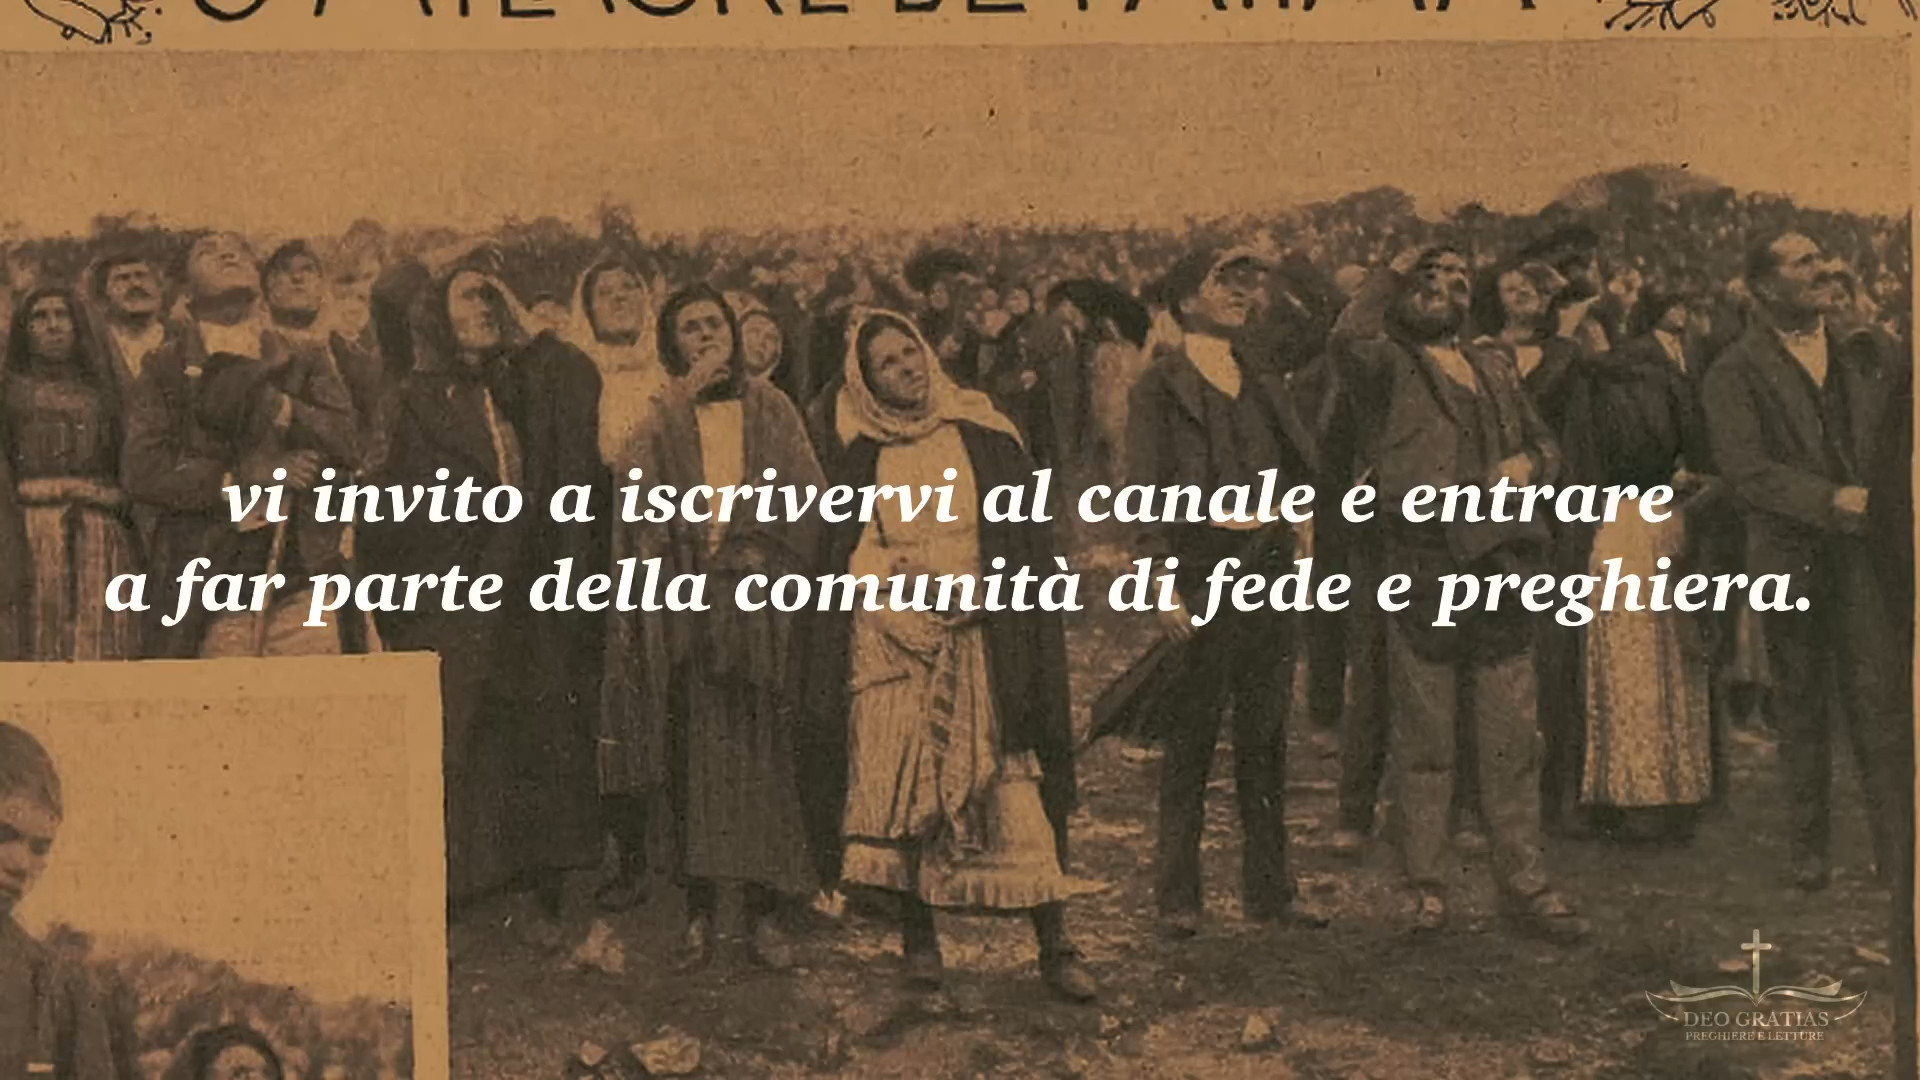 vi invito a iscrivervi al canale e entrare
a far parte della comunità di fede e preghiera.
DEO GRATIAS
PREGHIERE E LETTURE